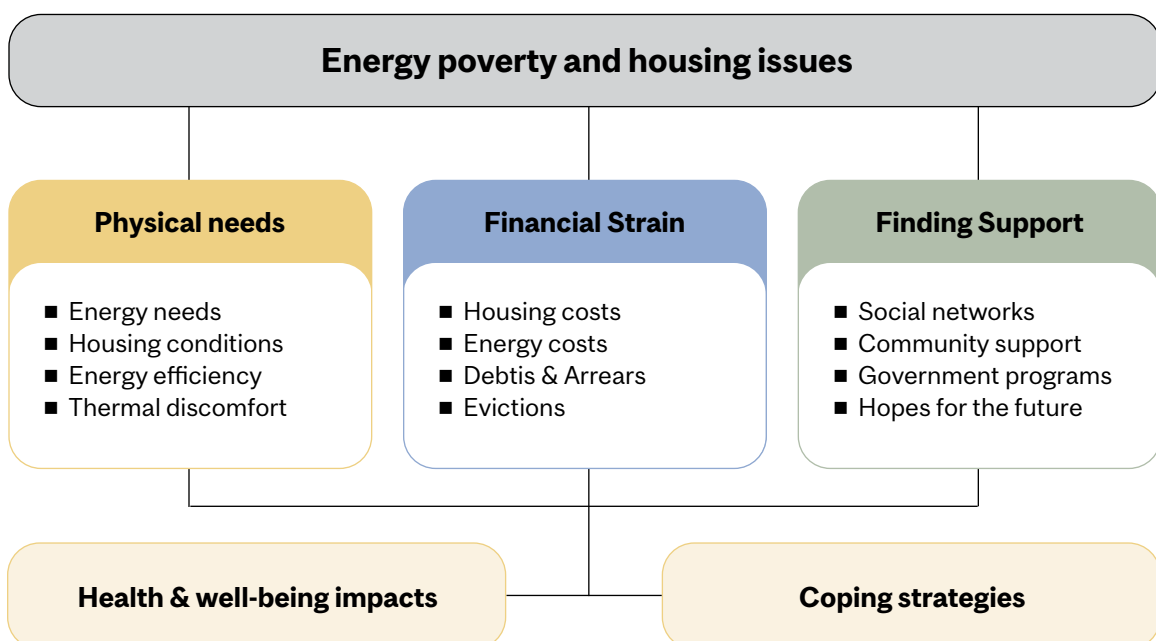 Energy poverty and housing issues
Physical needs
■ Energy needs
■ Housing conditions
■ Energy efficiency
■ Thermal discomfort
Financial Strain
■ Housing costs
■ Energy costs
■ Debtis & Arrears
■ Evictions
Finding Support
■ Social networks
■ Community support
■ Government programs
■ Hopes for the future
Health & well-being impacts
Coping strategies